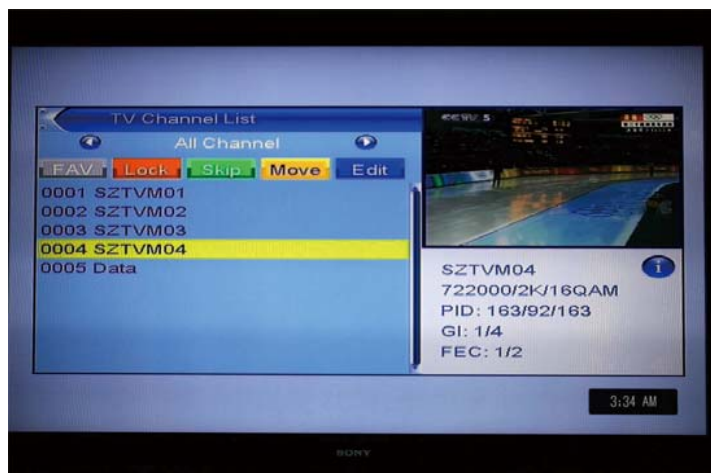 TV Channel List
All Channel
FAV Lock Skip Move Edit
0001 SZTVM01
0002 SZTVM02
0003 SZTVM03
0004 SZTVM04
0005 Data
CCTV 5
SZTVM04
722000/2K/16QAM
PID: 163/92/163
GI: 1/4
FEC: 1/2
3:34 AM
SONY